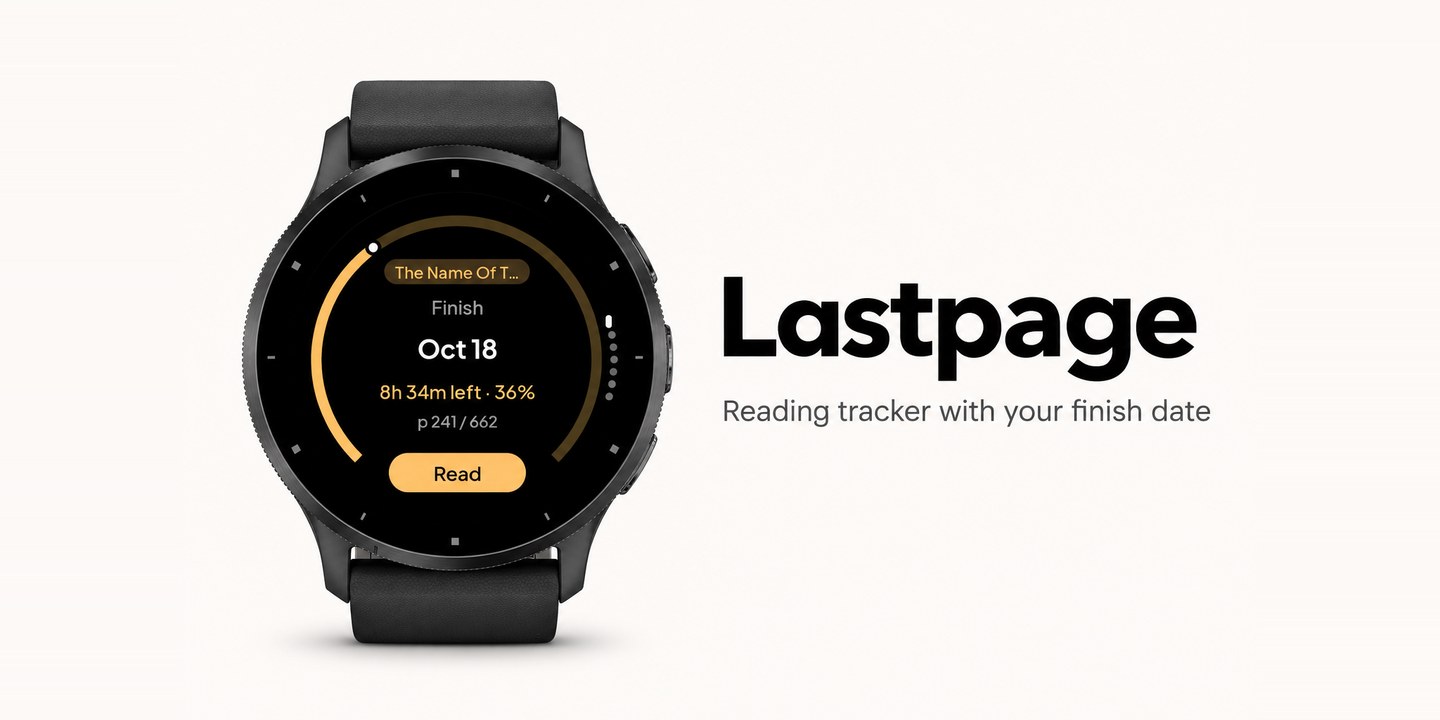 The Name Of T...
Finish
Oct 18
8h 34m left · 36%
p 241 / 662
Read
Lastpage
Reading tracker with your finish date